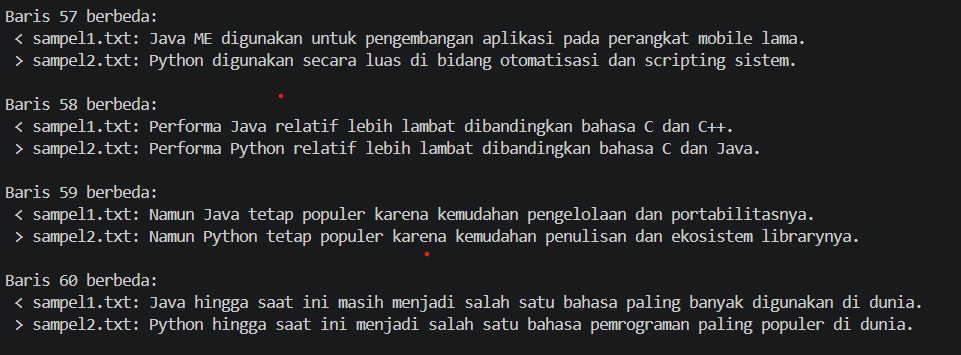 Baris 57 berbeda:
< sampel1.txt: Java ME digunakan untuk pengembangan aplikasi pada perangkat mobile lama.
> sampel2.txt: Python digunakan secara luas di bidang otomatisasi dan scripting sistem.
Baris 58 berbeda:
< sampel1.txt: Performa Java relatif lebih lambat dibandingkan bahasa C dan C++.
> sampel2.txt: Performa Python relatif lebih lambat dibandingkan bahasa C dan Java.
Baris 59 berbeda:
< sampel1.txt: Namun Java tetap populer karena kemudahan pengelolaan dan portabilitasnya.
> sampel2.txt: Namun Python tetap populer karena kemudahan penulisan dan ekosistem librarynya.
Baris 60 berbeda:
< sampel1.txt: Java hingga saat ini masih menjadi salah satu bahasa paling banyak digunakan di dunia.
> sampel2.txt: Python hingga saat ini menjadi salah satu bahasa pemrograman paling populer di dunia.